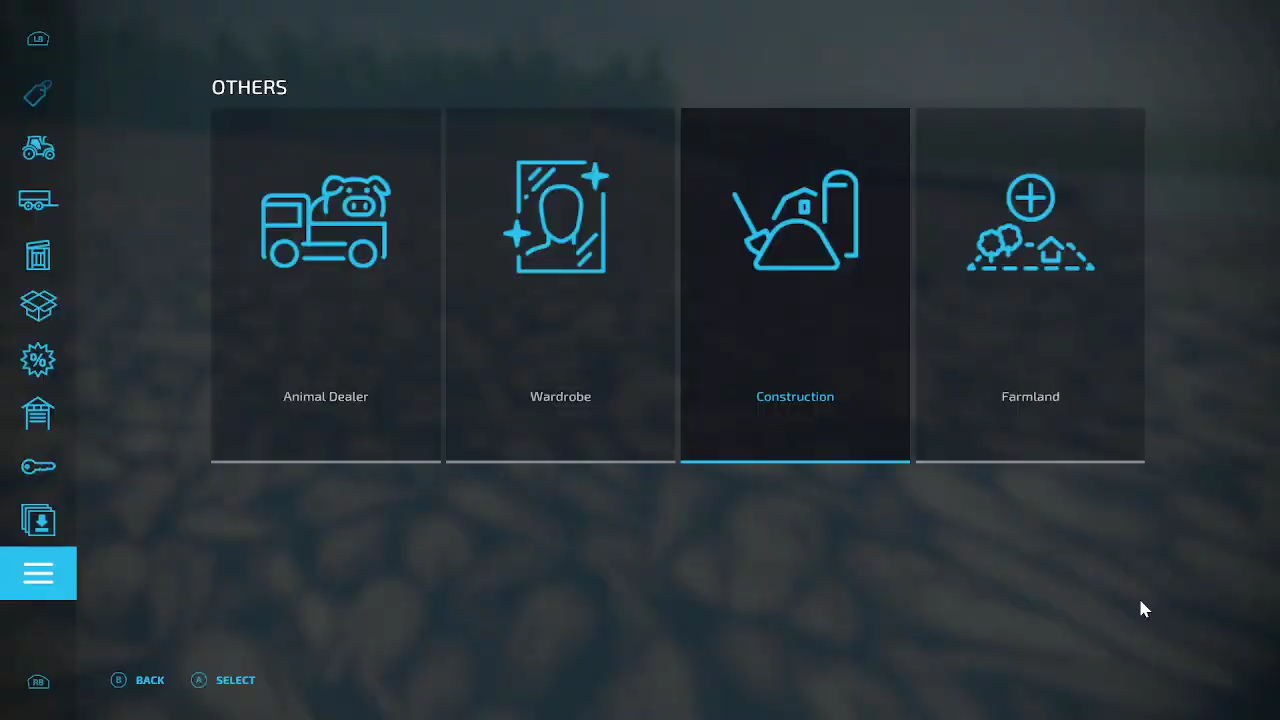 LB
OTHERS
%
Animal Dealer
Wardrobe
Construction
Farmland
RB
B BACK
A SELECT